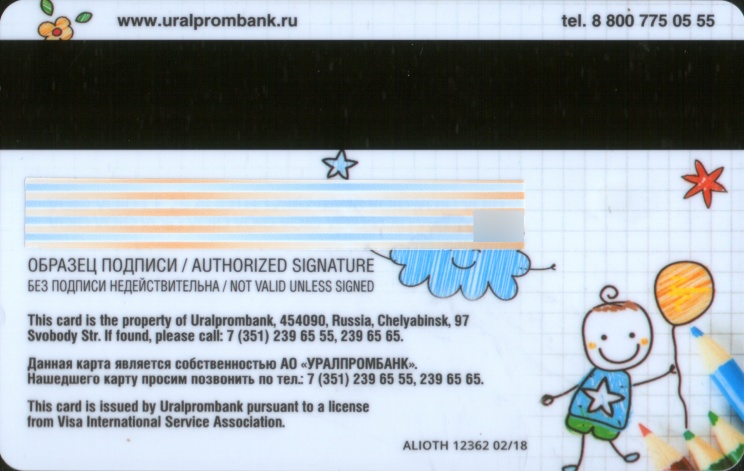 www.uralprombank.ru
tel. 8 800 775 05 55
ОБРАЗЕЦ ПОДПИСИ / AUTHORIZED SIGNATURE
БЕЗ ПОДПИСИ НЕДЕЙСТВИТЕЛЬНА / NOT VALID UNLESS SIGNED
This card is the property of Uralprombank, 454090, Russia, Chelyabinsk, 97
Svobody Str. If found, please call: 7 (351) 239 65 55, 239 65 65.
Данная карта является собственностью АО «УРАЛПРОМБАНК».
Нашедшего карту просим позвонить по тел.: 7 (351) 239 65 55, 239 65 65.
This card is issued by Uralprombank pursuant to a license
from Visa International Service Association.
ALIOTH 12362 02/18